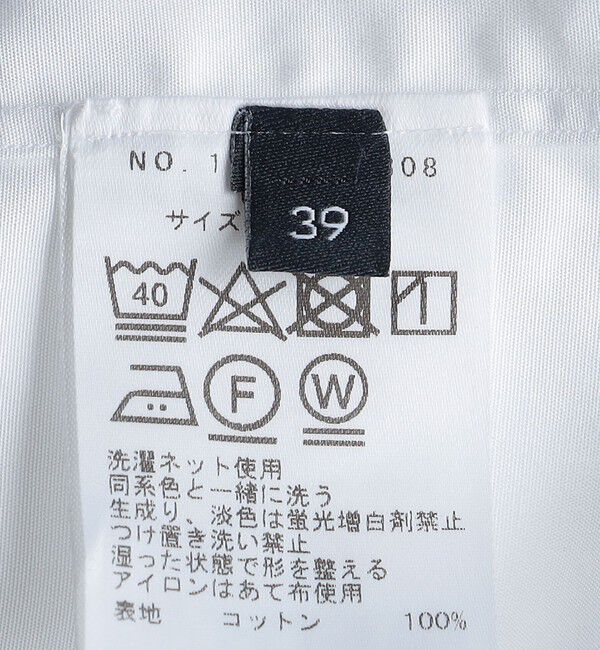 NO. 1 808
サイズ
39
40
F W
洗濯ネット使用
同系色と一緒に洗う
生成り、淡色は蛍光増白剤禁止
つけ置き洗い禁止
湿った状態で形を整える
アイロンはあて布使用
表地 コットン 100%